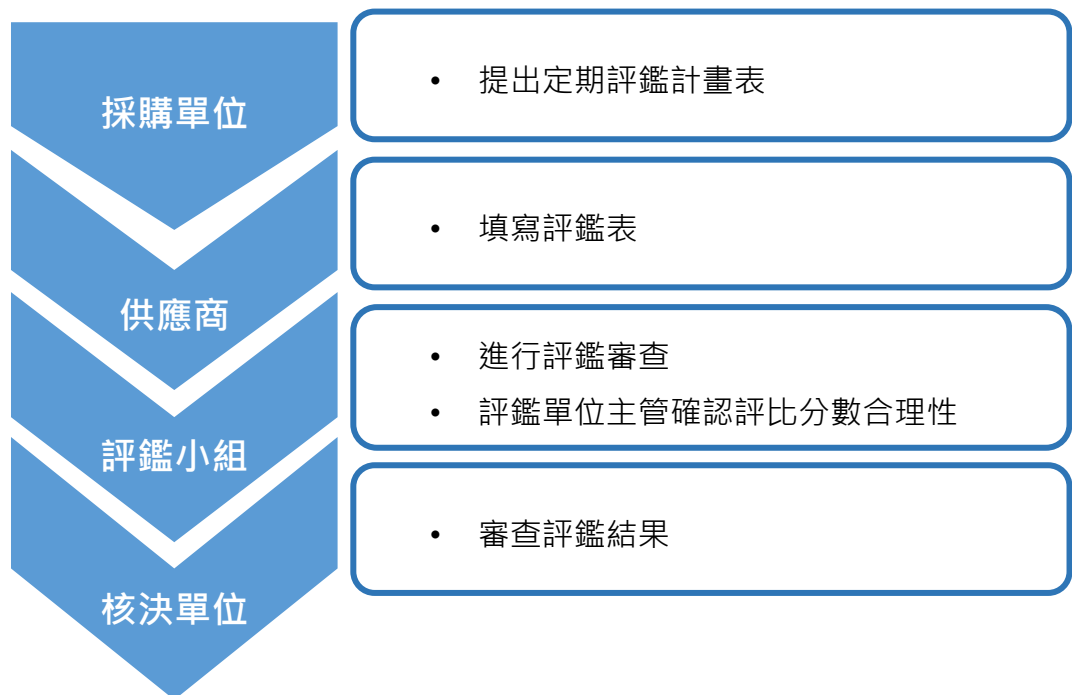 採購單位
• 提出定期評鑑計畫表
供應商
• 填寫評鑑表
評鑑小組
• 進行評鑑審查
• 評鑑單位主管確認評比分數合理性
核決單位
• 審查評鑑結果